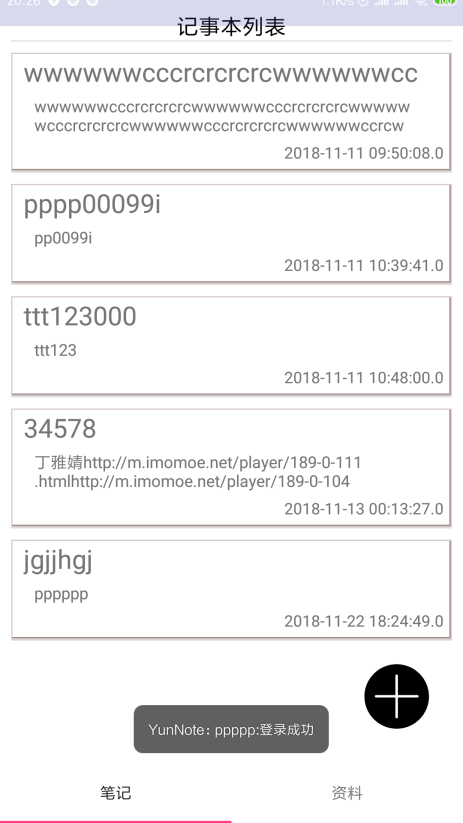 20:26 1.1K/s 100
记事本列表
wwwwwwcccrcrcrcrcwwwwwwcc
wwwwwwcccrcrcrcrcwwwwwwcccrcrcrcrcwwwww
wcccrcrcrcrcwwwwwwcccrcrcrcrcwwwwwwccrcw
2018-11-11 09:50:08.0
pppp00099i
pp0099i
2018-11-11 10:39:41.0
ttt123000
ttt123
2018-11-11 10:48:00.0
34578
丁雅婧http://m.imomoe.net/player/189-0-111
.htmlhttp://m.imomoe.net/player/189-0-104
2018-11-13 00:13:27.0
jgjjhgj
pppppp
2018-11-22 18:24:49.0
YunNote: ppppp:登录成功
笔记 资料